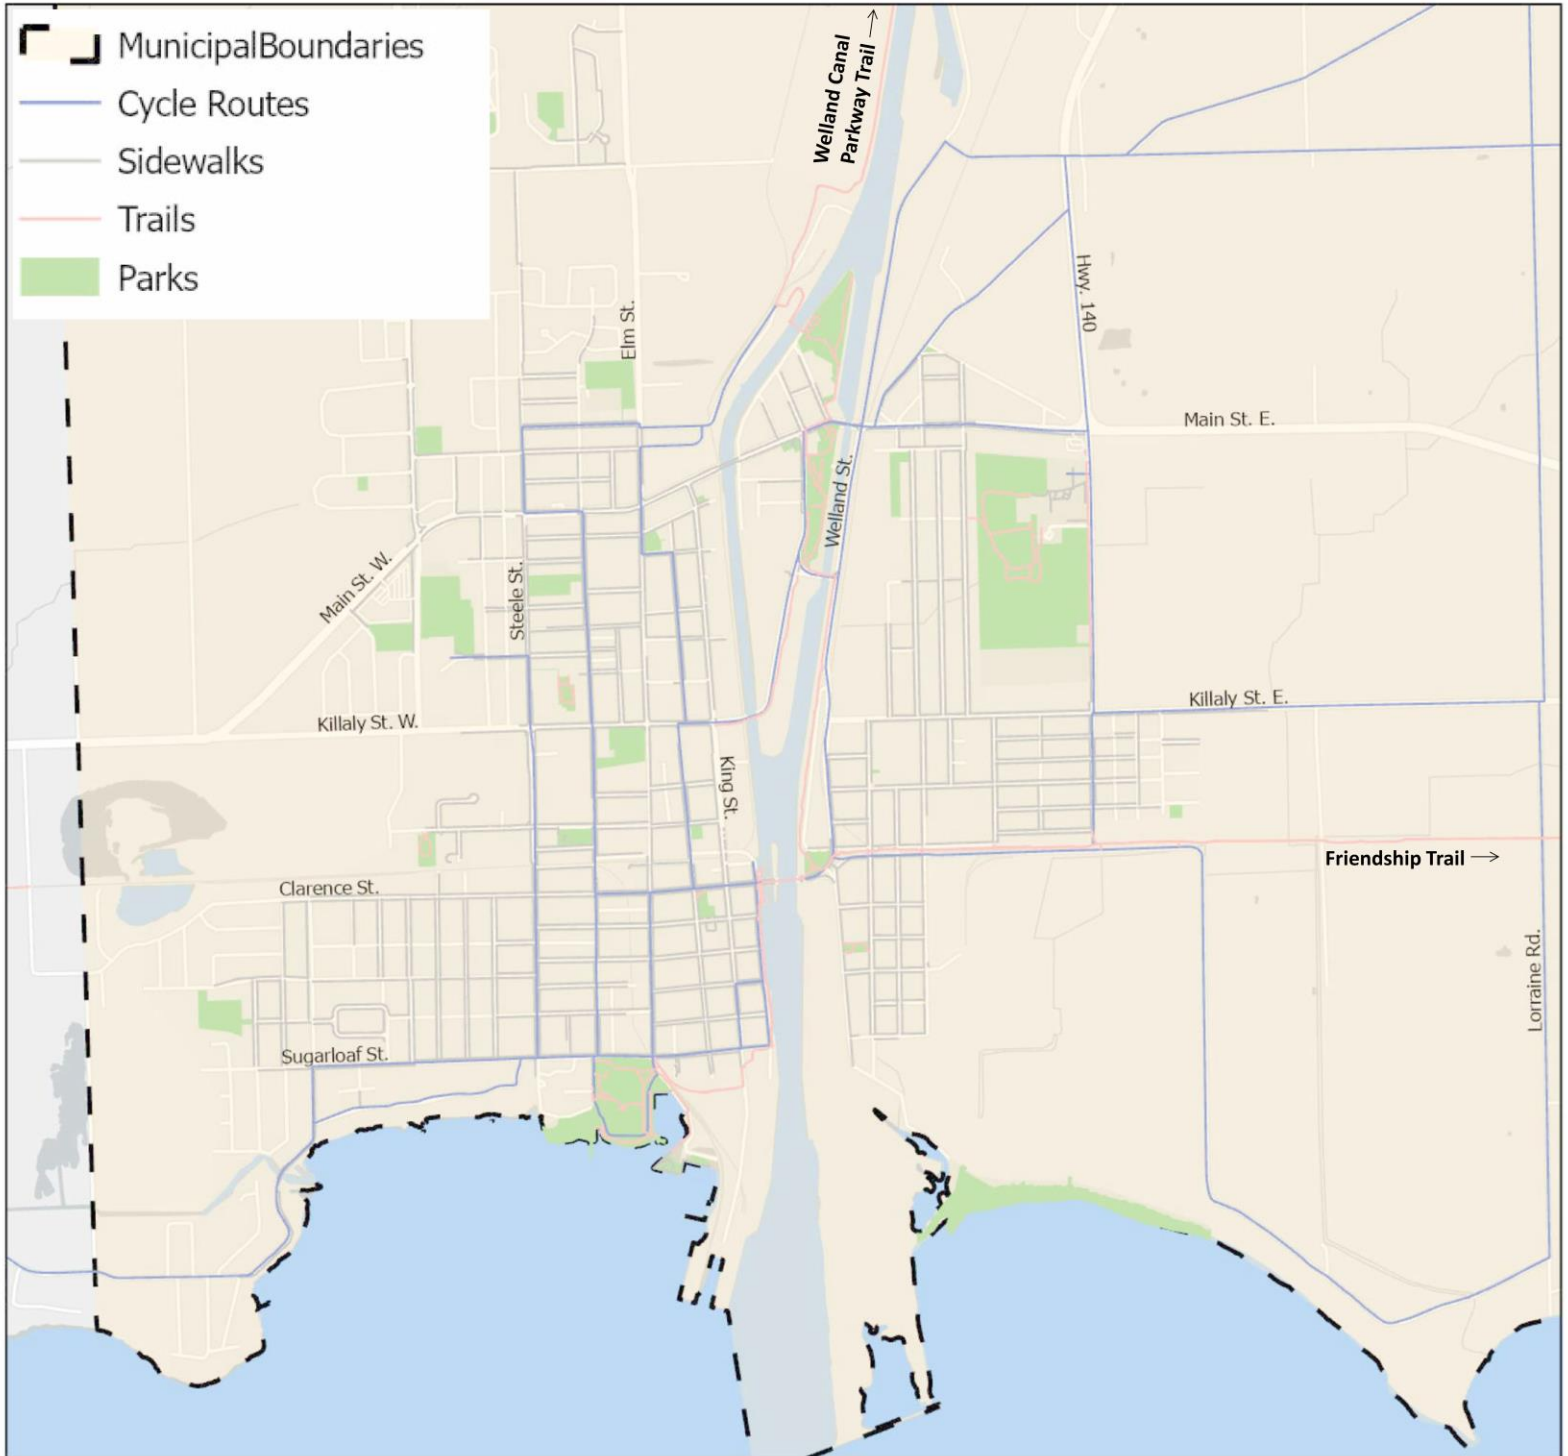 MunicipalBoundaries
Cycle Routes
Sidewalks
Trails
Parks
Welland Canal
Parkway Trail →
Elm St.
Hwy. 140
Main St. E.
Welland St.
Main St. W.
Steele St.
Killaly St. W.
Killaly St. E.
King St.
Friendship Trail →
Clarence St.
Lorraine Rd.
Sugarloaf St.